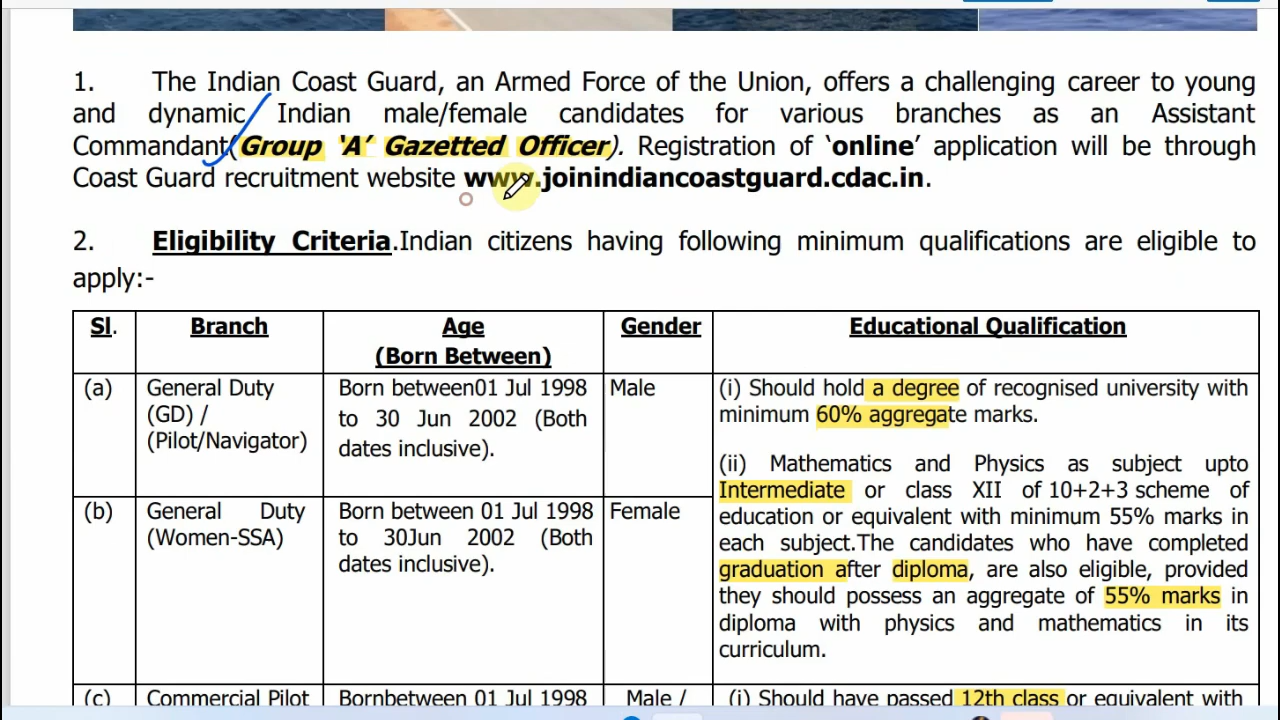 1. The Indian Coast Guard, an Armed Force of the Union, offers a challenging career to young
and dynamic Indian male/female candidates for various branches as an Assistant
Commandant(Group ‘A’ Gazetted Officer). Registration of ‘online’ application will be through
Coast Guard recruitment website www.joinindiancoastguard.cdac.in.
2. Eligibility Criteria.Indian citizens having following minimum qualifications are eligible to
apply:-
Sl. Branch Age Gender Educational Qualification
(Born Between)
(a) General Duty Born between01 Jul 1998 Male (i) Should hold a degree of recognised university with
(GD) / to 30 Jun 2002 (Both minimum 60% aggregate marks.
(Pilot/Navigator) dates inclusive).
(ii) Mathematics and Physics as subject upto
Intermediate or class XII of 10+2+3 scheme of
(b) General Duty Born between 01 Jul 1998 Female education or equivalent with minimum 55% marks in
(Women-SSA) to 30Jun 2002 (Both each subject.The candidates who have completed
dates inclusive). graduation after diploma, are also eligible, provided
they should possess an aggregate of 55% marks in
diploma with physics and mathematics in its
curriculum.
(c) Commercial Pilot Bornbetween 01 Jul 1998 Male / (i) Should have passed 12th class or equivalent with